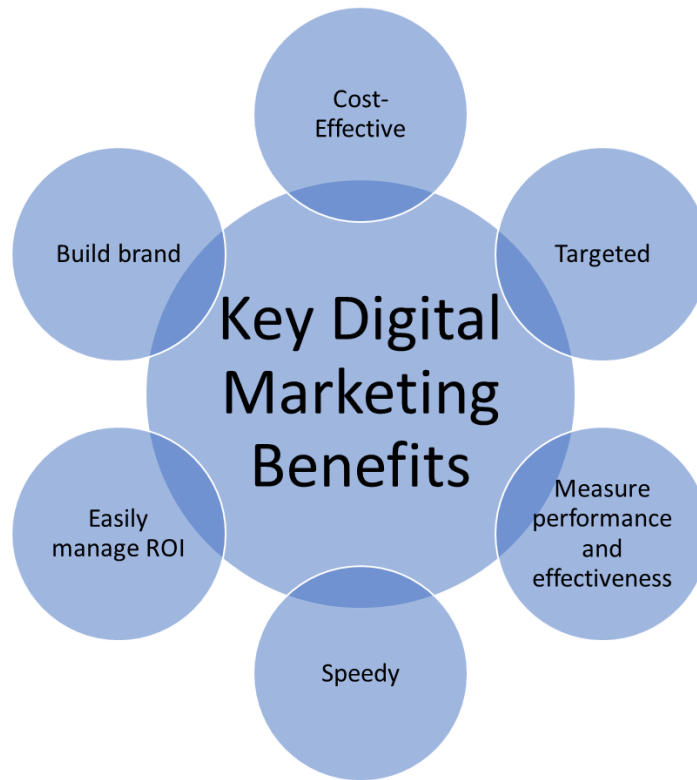 Cost-
Effective
Build brand
Targeted
Key Digital
Marketing
Benefits
Easily
manage ROI
Measure
performance
and
effectiveness
Speedy